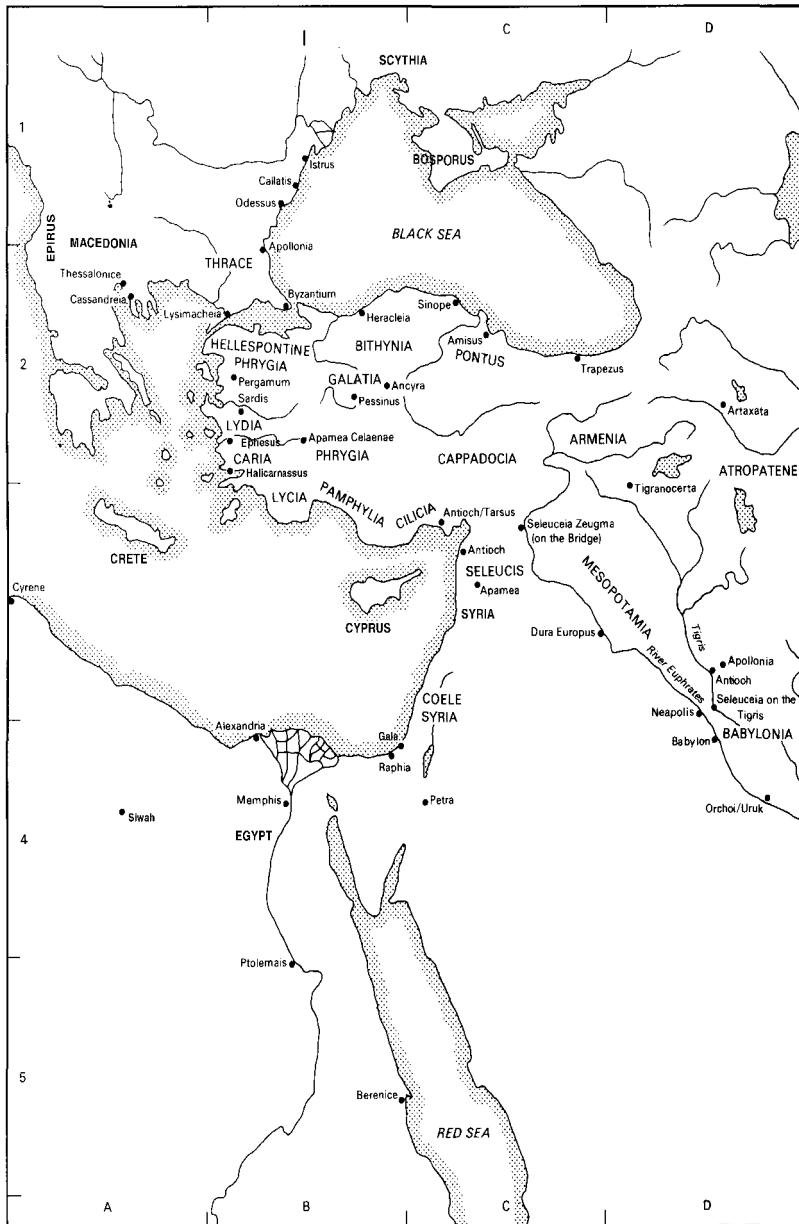 C
D
SCYTHIA
1
BOSPORUS
Istrus
Callatis
Odessus
EPIRUS
BLACK SEA
MACEDONIA
Apollonia
THRACE
Thessalonice
Cassandreia
Byzantium
Sinope
Lysimacheia
Heracleia
Amisus
HELLESPONTINE
PHRYGIA
BITHYNIA
PONTUS
2
Trapezus
Pergamum
GALATIA
Ancyra
Sardis
Pessinus
Artaxata
LYDIA
Ephesus
Apamea Celaenae
ARMENIA
CARIA
PHRYGIA
CAPPADOCIA
ATROPATENE
Halicarnassus
Tigranocerta
LYCIA
PAMPHYLIA
CILICIA
Antioch/Tarsus
Seleuceia Zeugma
(on the Bridge)
CRETE
Antioch
SELEUCIS
MESOPOTAMIA
Cyrene
Apamea
CYPRUS
SYRIA
Dura Europus
Tigris
River Euphrates
Apollonia
Antioch
COELE
SYRIA
Seleuceia on the
Tigris
Neapolis
Alexandria
BABYLONIA
Babylon
Raphia
Memphis
Petra
Orchoi/Uruk
Siwah
EGYPT
4
Ptolemais
5
Berenice
RED SEA
A
B
C
D